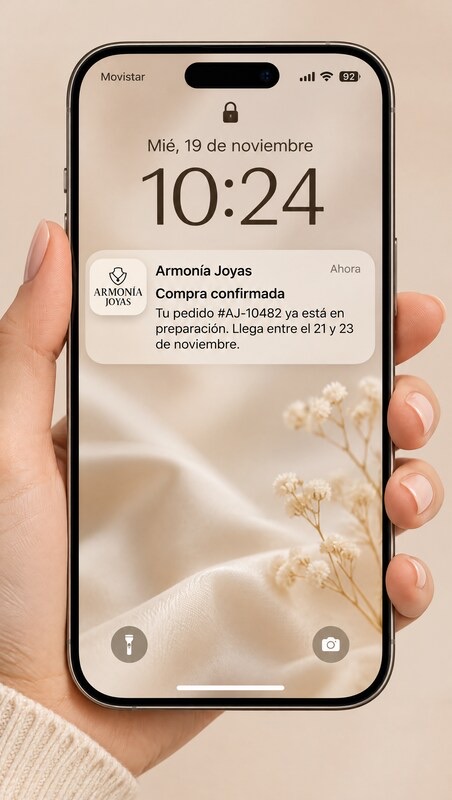 Movistar
92
Mié, 19 de noviembre
10:24
ARMONÍA
JOYAS
Armonía Joyas
Ahora
Compra confirmada
Tu pedido #AJ-10482 ya está en
preparación. Llega entre el 21 y 23
de noviembre.